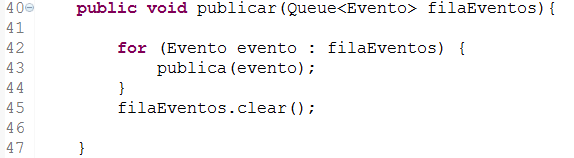 40 public void publicar(Queue<Evento> filaEventos){
41
42 for (Evento evento : filaEventos) {
43 publica(evento);
44 }
45 filaEventos.clear();
46
47 }